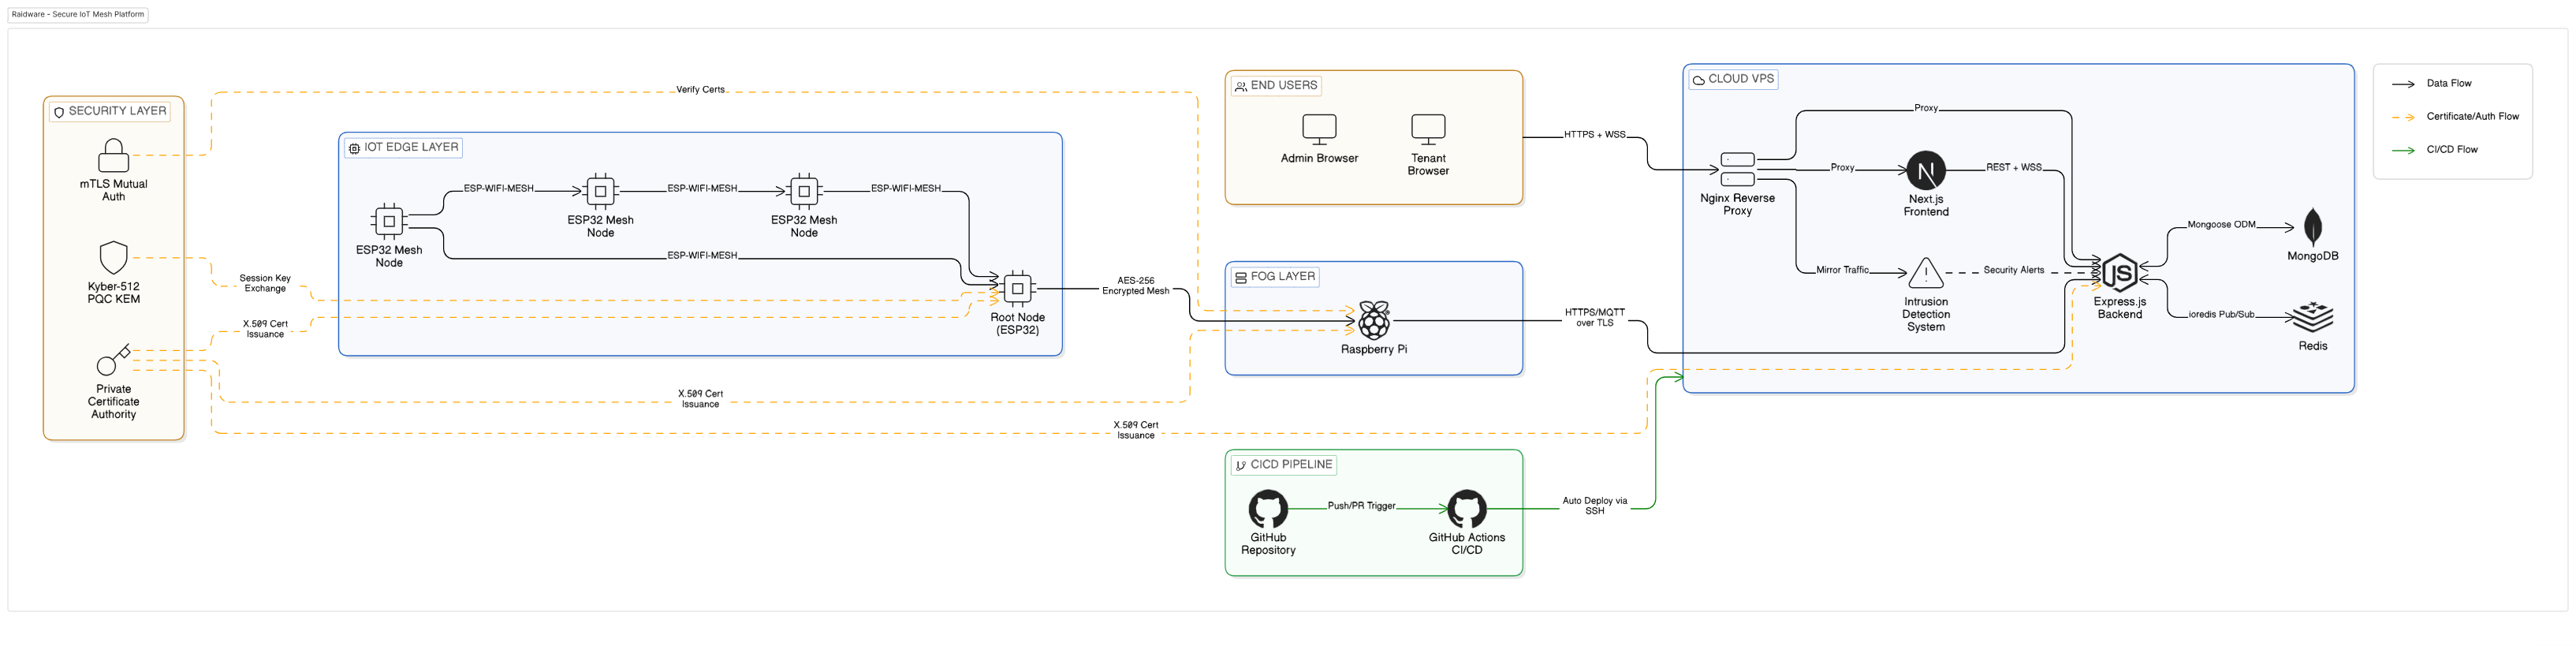 Raidware - Secure IoT Mesh Platform
SECURITY LAYER
mTLS Mutual
Auth
Kyber-512
PQC KEM
Private
Certificate
Authority
Verify Certs
Session Key
Exchange
X.509 Cert
Issuance
X.509 Cert
Issuance
X.509 Cert
Issuance
IOT EDGE LAYER
ESP32 Mesh
Node
ESP-WIFI-MESH
ESP32 Mesh
Node
ESP-WIFI-MESH
ESP32 Mesh
Node
ESP-WIFI-MESH
ESP-WIFI-MESH
Root Node
(ESP32)
AES-256
Encrypted Mesh
END USERS
Admin Browser
Tenant
Browser
HTTPS + WSS
FOG LAYER
Raspberry Pi
HTTPS/MQTT
over TLS
CICD PIPELINE
GitHub
Repository
Push/PR Trigger
GitHub Actions
CI/CD
Auto Deploy via
SSH
CLOUD VPS
Nginx Reverse
Proxy
Proxy
Proxy
N
Next.js
Frontend
REST + WSS
Mirror Traffic
Intrusion
Detection
System
Security Alerts
JS
Express.js
Backend
Mongoose ODM
MongoDB
ioredis Pub/Sub
Redis
Data Flow
Certificate/Auth Flow
CI/CD Flow